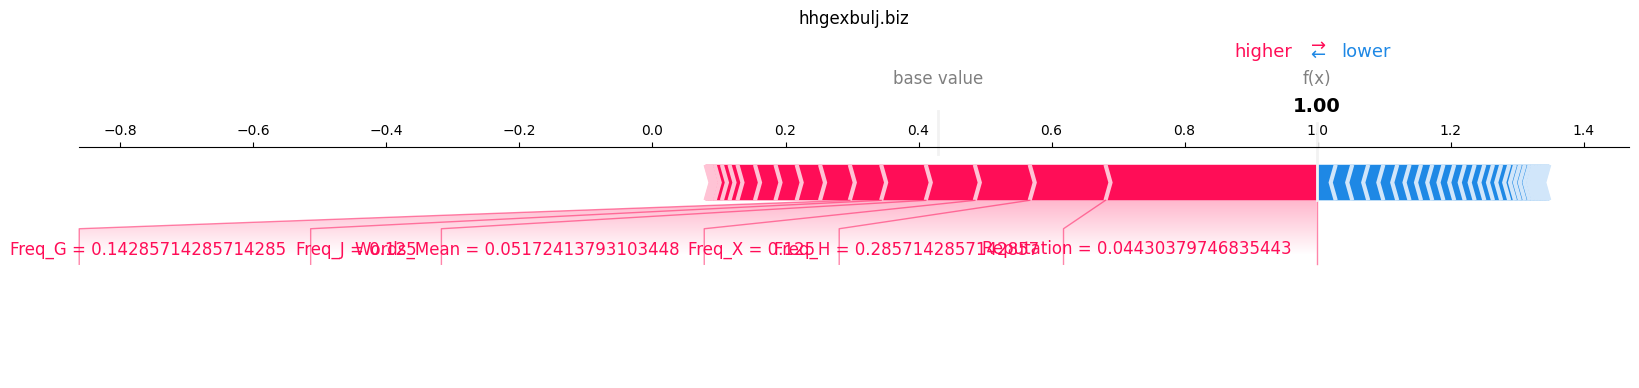 hhgexbulj.biz
higher ⇄ lower
base value f(x)
1.00
−0.8 −0.6 −0.4 −0.2 0.0 0.2 0.4 0.6 0.8 1.0 1.2 1.4
Freq_G = 0.14285714285714285 Freq_J = 0.125 Words_Mean = 0.05172413793103448 Freq_X = 0.125 Freq_H = 0.2857142857142857 Reputation = 0.04430379746835443